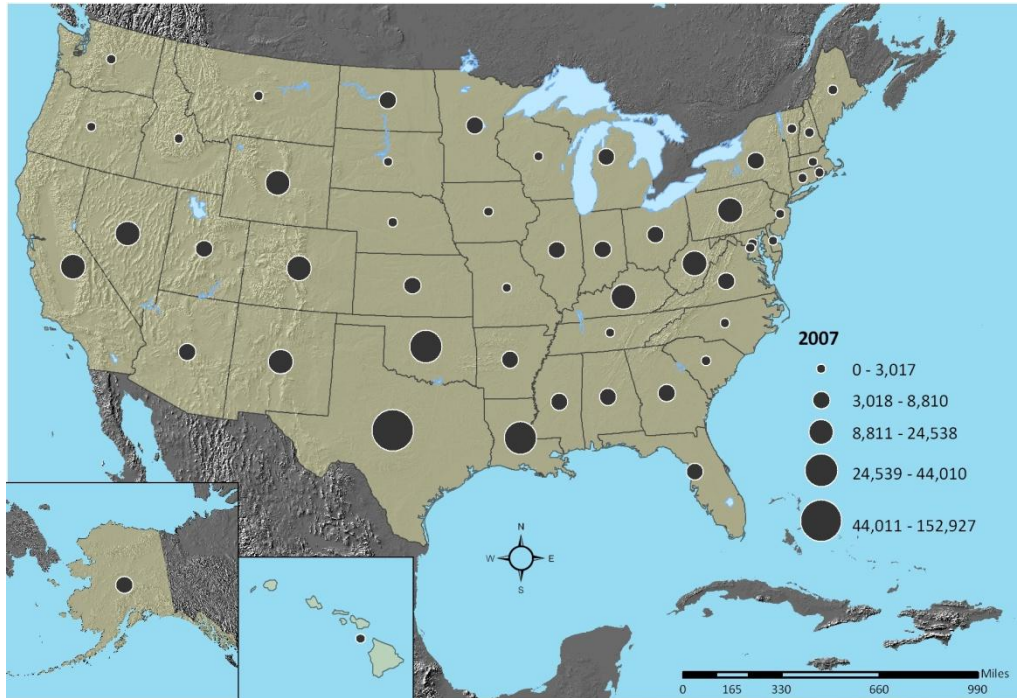 2007
0 - 3,017
3,018 - 8,810
8,811 - 24,538
24,539 - 44,010
44,011 - 152,927
N
W E
S
Miles
0 165 330 660 990